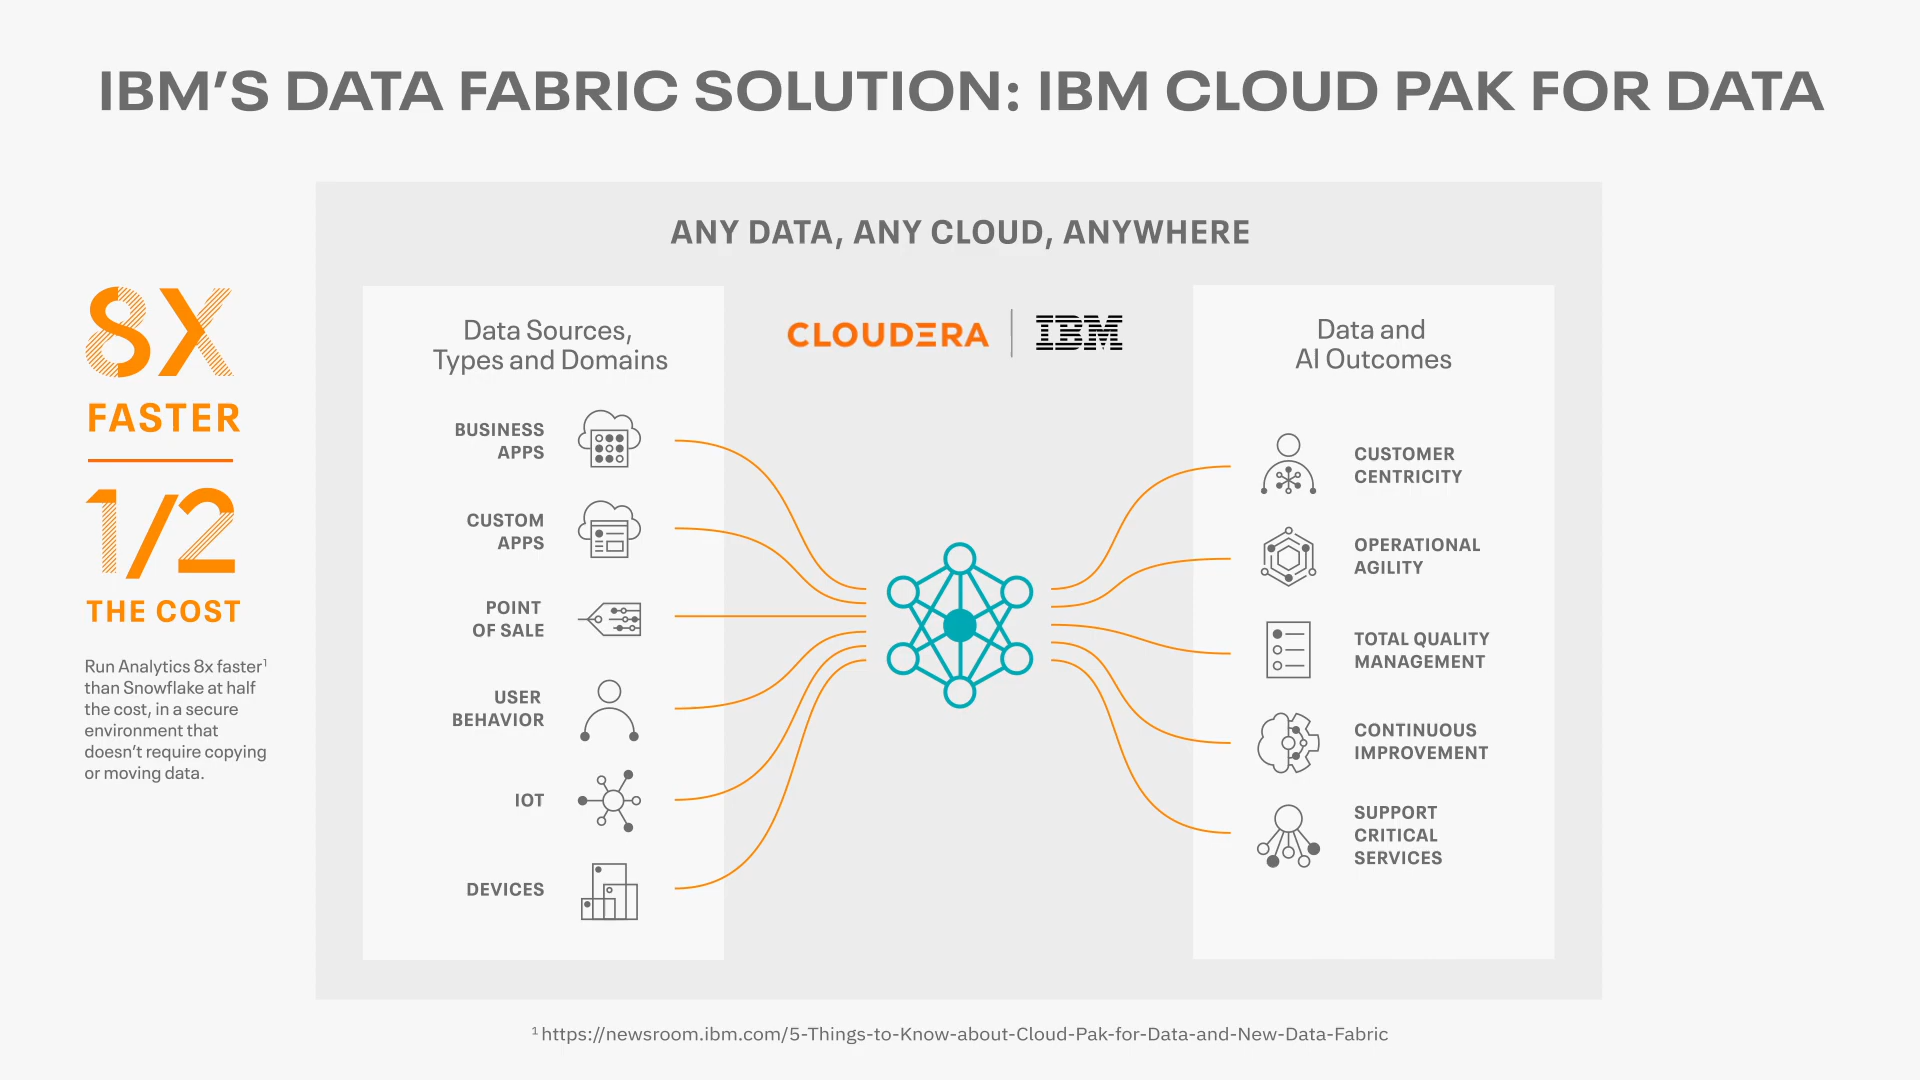 IBM’S DATA FABRIC SOLUTION: IBM CLOUD PAK FOR DATA
ANY DATA, ANY CLOUD, ANYWHERE
8X
FASTER
1/2
THE COST
Run Analytics 8x faster¹
than Snowflake at half
the cost, in a secure
environment that
doesn’t require copying
or moving data.
Data Sources,
Types and Domains
BUSINESS
APPS
CUSTOM
APPS
POINT
OF SALE
USER
BEHAVIOR
IOT
DEVICES
CLOUDERA | IBM
Data and
AI Outcomes
CUSTOMER
CENTRICITY
OPERATIONAL
AGILITY
TOTAL QUALITY
MANAGEMENT
CONTINUOUS
IMPROVEMENT
SUPPORT
CRITICAL
SERVICES
¹ https://newsroom.ibm.com/5-Things-to-Know-about-Cloud-Pak-for-Data-and-New-Data-Fabric